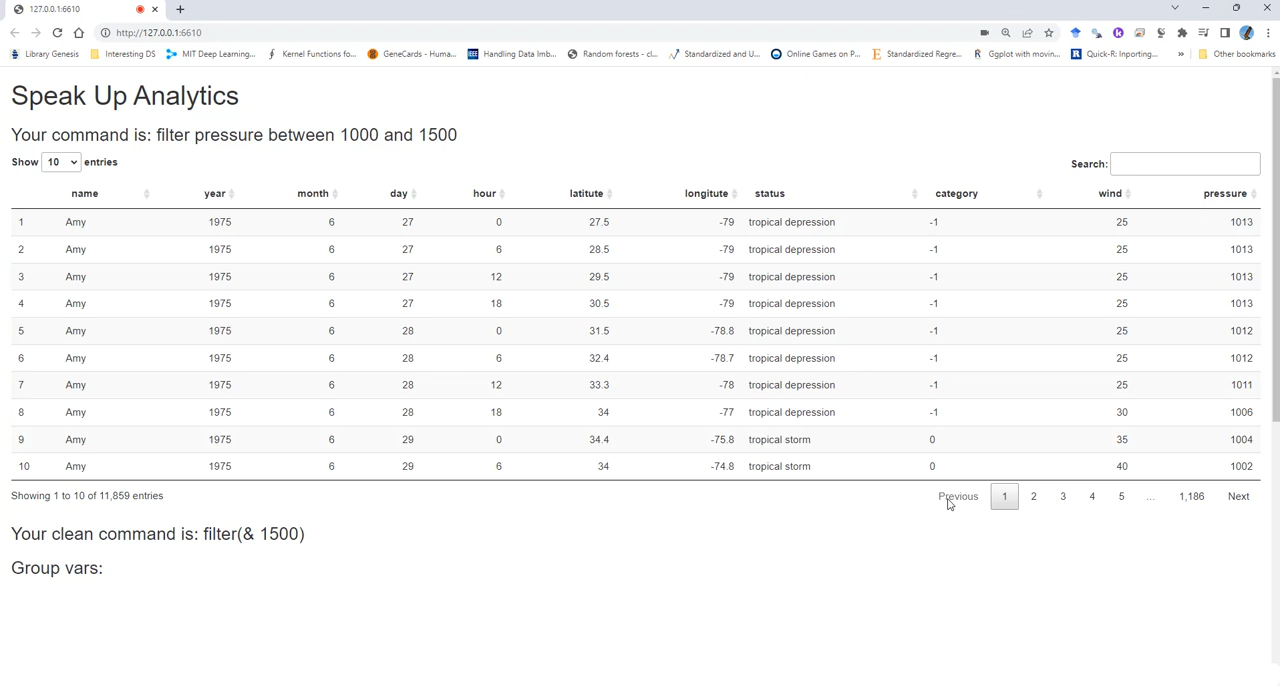 127.0.0.1:6610
http://127.0.0.1:6610
Library Genesis Interesting DS MIT Deep Learning... Kernel Functions fo... GeneCards - Huma... Handling Data Imb... Random forests - cl... Standardized and U... Online Games on P... Standardized Regre... Ggplot with movin... Quick-R: Inporting... » Other bookmarks
Speak Up Analytics
Your command is: filter pressure between 1000 and 1500
Show 10 entries Search:
name year month day hour latitute longitute status category wind pressure
1 Amy 1975 6 27 0 27.5 -79 tropical depression -1 25 1013
2 Amy 1975 6 27 6 28.5 -79 tropical depression -1 25 1013
3 Amy 1975 6 27 12 29.5 -79 tropical depression -1 25 1013
4 Amy 1975 6 27 18 30.5 -79 tropical depression -1 25 1013
5 Amy 1975 6 28 0 31.5 -78.8 tropical depression -1 25 1012
6 Amy 1975 6 28 6 32.4 -78.7 tropical depression -1 25 1012
7 Amy 1975 6 28 12 33.3 -78 tropical depression -1 25 1011
8 Amy 1975 6 28 18 34 -77 tropical depression -1 30 1006
9 Amy 1975 6 29 0 34.4 -75.8 tropical storm 0 35 1004
10 Amy 1975 6 29 6 34 -74.8 tropical storm 0 40 1002
Showing 1 to 10 of 11,859 entries Previous 1 2 3 4 5 ... 1,186 Next
Your clean command is: filter(& 1500)
Group vars: